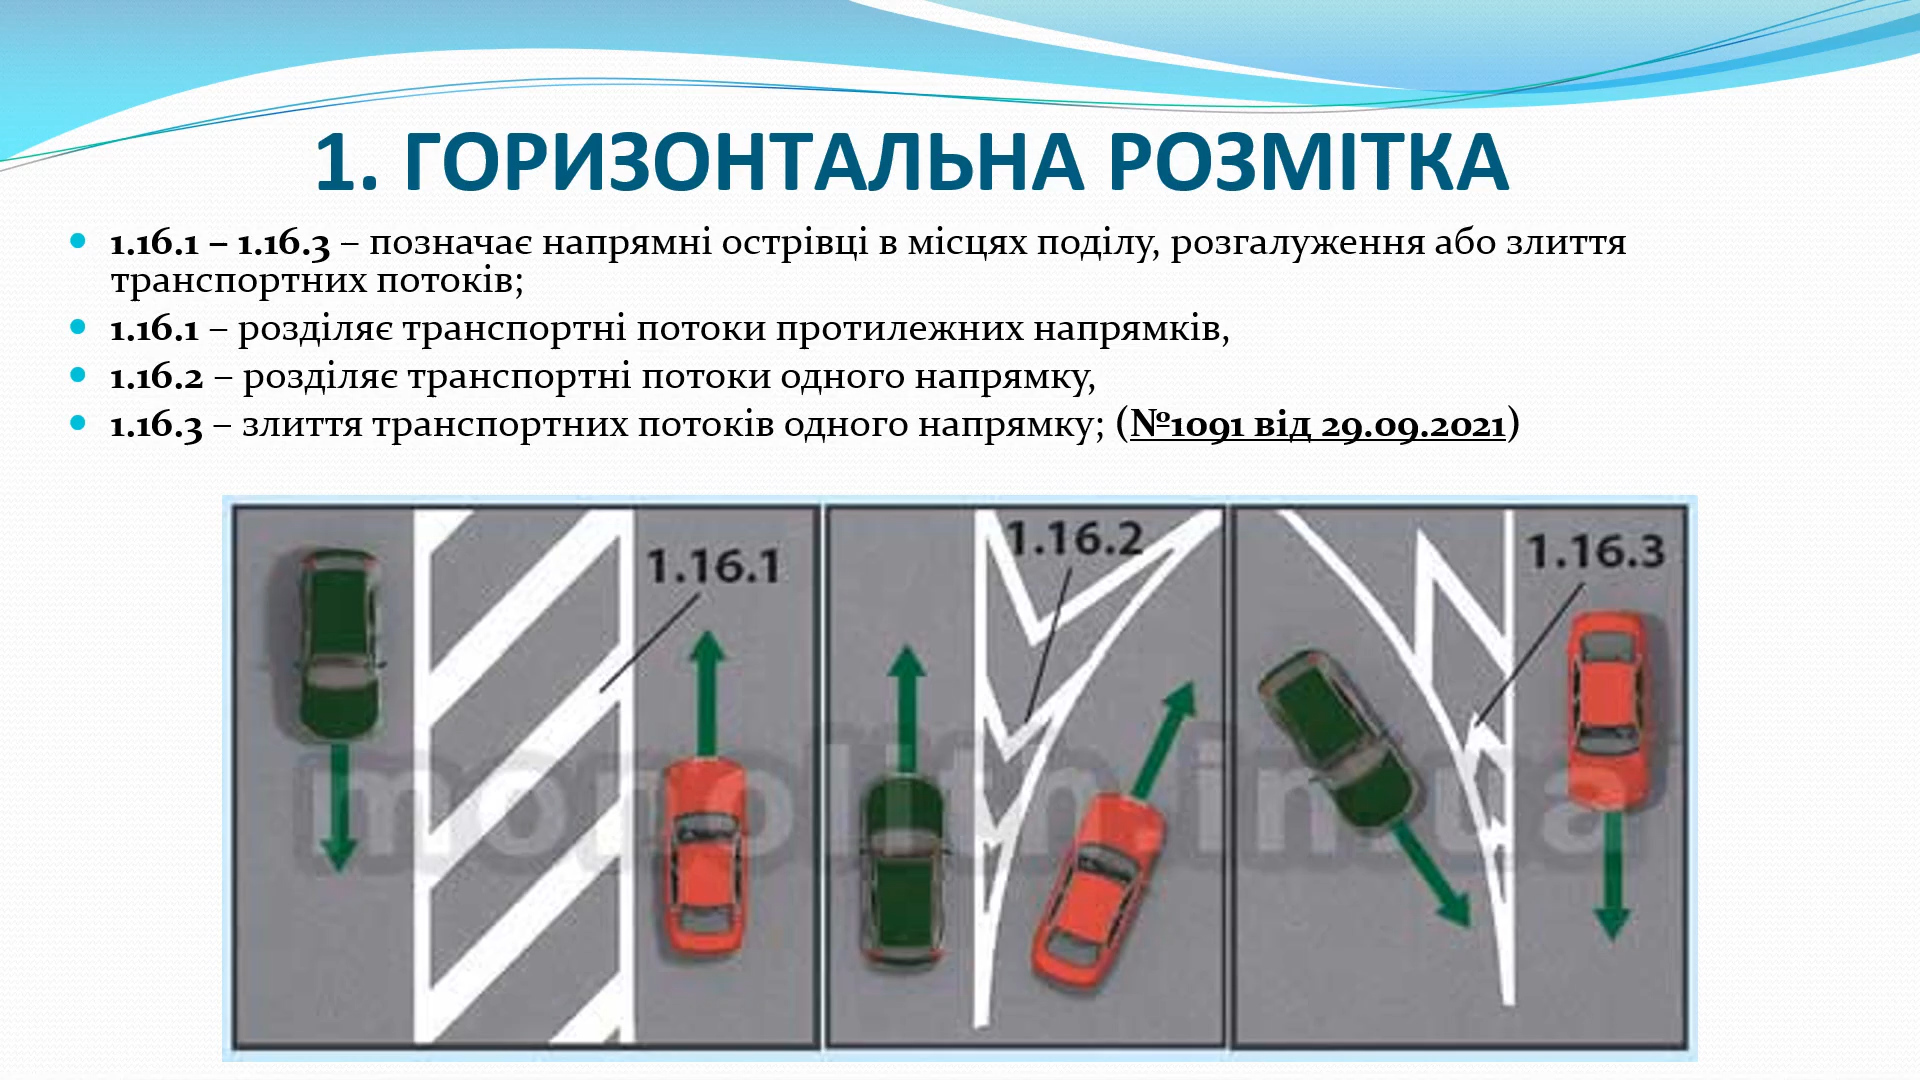 1. ГОРИЗОНТАЛЬНА РОЗМІТКА
1.16.1 – 1.16.3 – позначає напрямні острівці в місцях поділу, розгалуження або злиття
транспортних потоків;
1.16.1 – розділяє транспортні потоки протилежних напрямків,
1.16.2 – розділяє транспортні потоки одного напрямку,
1.16.3 – злиття транспортних потоків одного напрямку; (№1091 від 29.09.2021)
1.16.1
1.16.2
1.16.3
monolith.in.ua